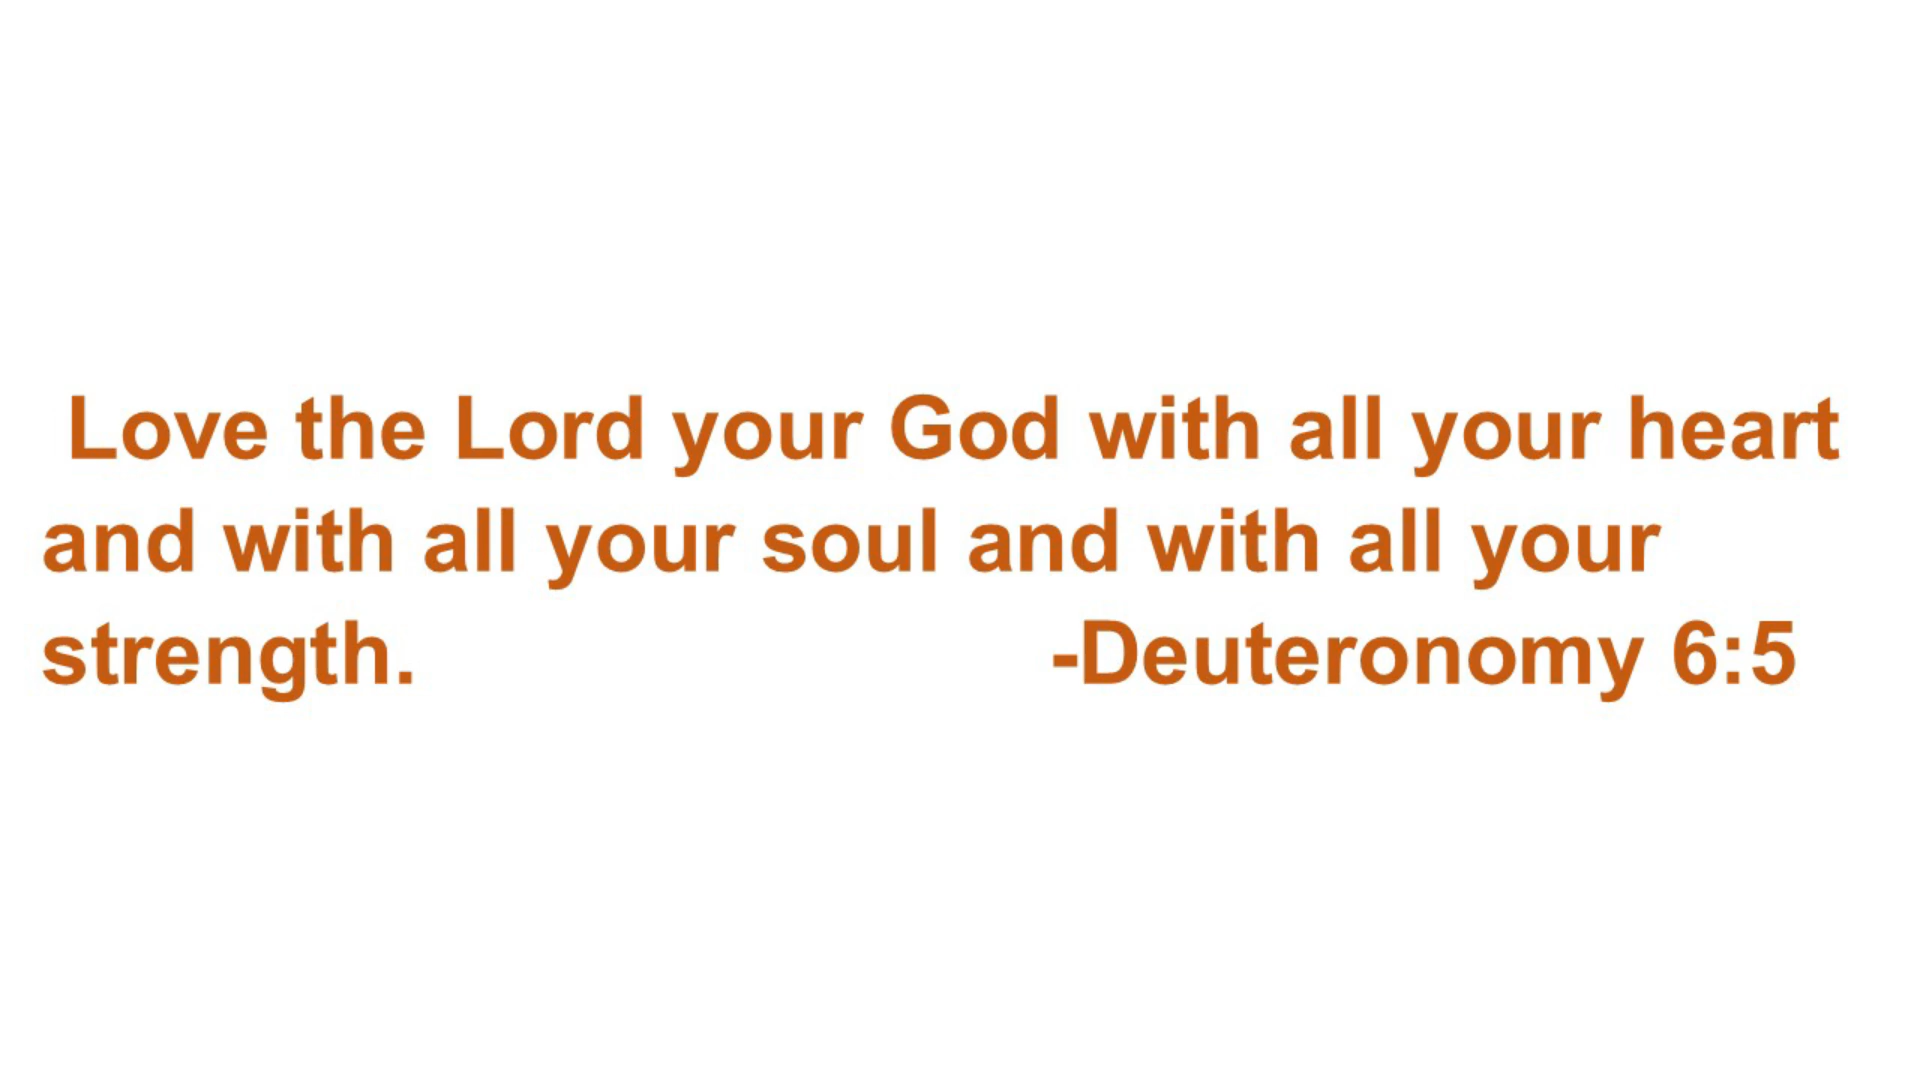 Love the Lord your God with all your heart
and with all your soul and with all your
strength. -Deuteronomy 6:5